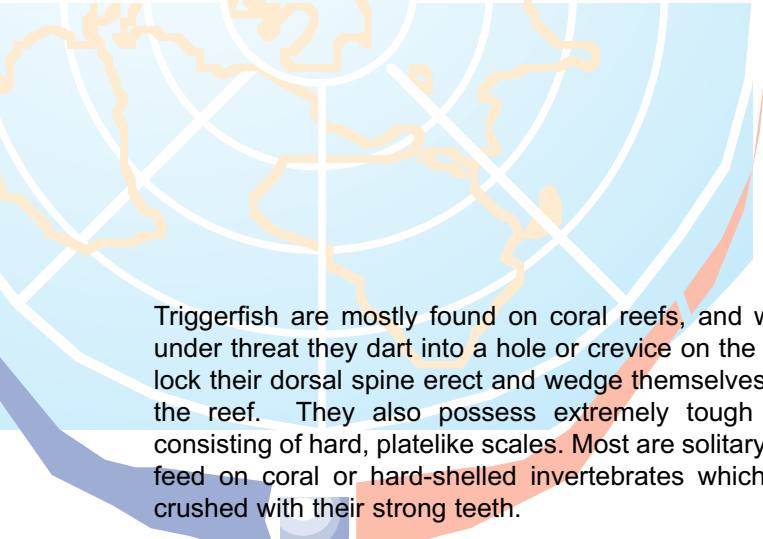 Triggerfish are mostly found on coral reefs, and
under threat they dart into a hole or crevice on the
lock their dorsal spine erect and wedge themselves
the reef. They also possess extremely tough
consisting of hard, platelike scales. Most are solitary
feed on coral or hard-shelled invertebrates which
crushed with their strong teeth.